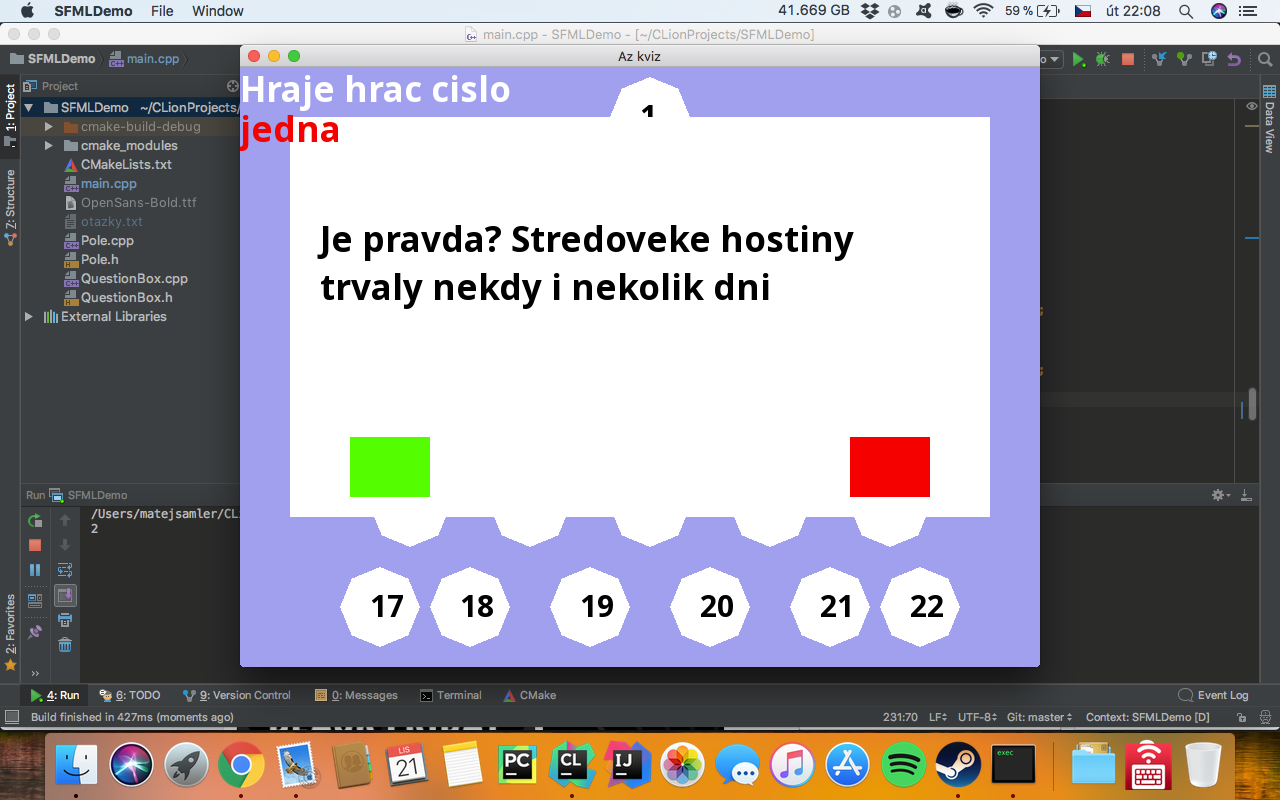 SFMLDemo File Window 41.669 GB 59 % út 22:08
main.cpp - SFMLDemo - [~/CLionProjects/SFMLDemo]
SFMLDemo main.cpp
Az kviz
1: Project
Z: Structure
2: Favorites
Project
SFMLDemo ~/CLionProjects/
cmake-build-debug
cmake_modules
CMakeLists.txt
main.cpp
OpenSans-Bold.ttf
otazky.txt
Pole.cpp
Pole.h
QuestionBox.cpp
QuestionBox.h
External Libraries
Hraje hrac cislo
jedna
1
Je pravda? Stredoveke hostiny
trvaly nekdy i nekolik dni
17 18 19 20 21 22
Data View
Run SFMLDemo
/Users/matejsamler/CLi
2
4: Run 6: TODO 9: Version Control 0: Messages Terminal CMake Event Log
Build finished in 427ms (moments ago) 231:70 LF UTF-8 Git: master Context: SFMLDemo [D]
LIS
21
PC
CL
IJ
exec